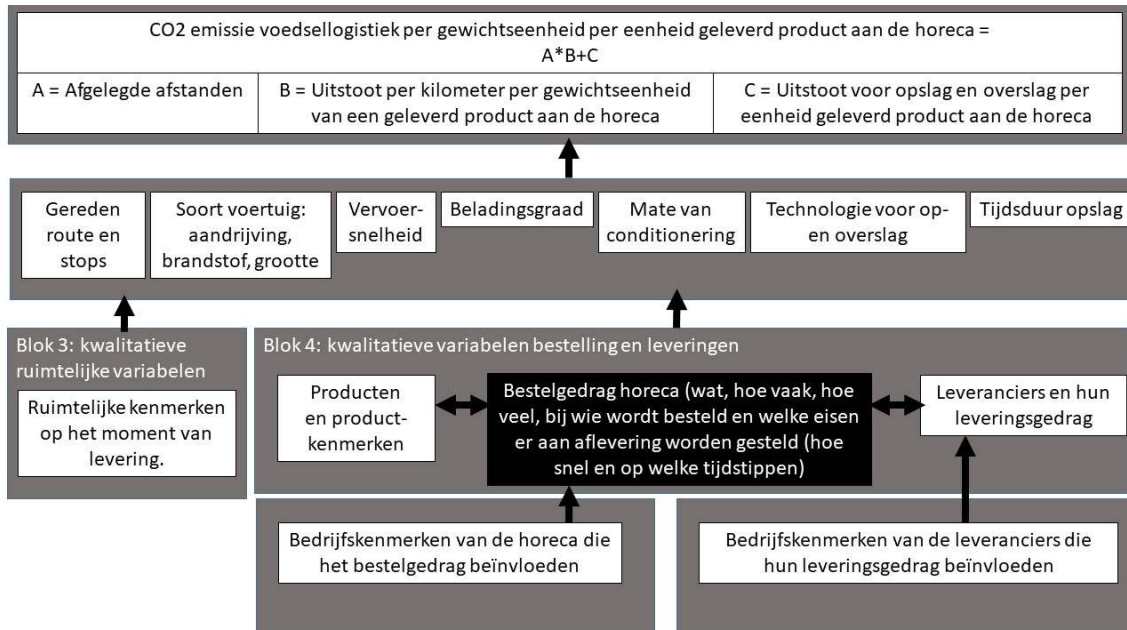 CO2 emissie voedsellogistiek per gewichtseenheid per eenheid geleverd product aan de horeca =
A*B+C
A = Afgelegde afstanden
B = Uitstoot per kilometer per gewichtseenheid
van een geleverd product aan de horeca
C = Uitstoot voor opslag en overslag per
eenheid geleverd product aan de horeca
Gereden
route en
stops
Soort voertuig:
aandrijving,
brandstof, grootte
Vervoer-
snelheid
Beladingsgraad
Mate van
conditionering
Technologie voor op-
en overslag
Tijdsduur opslag
Blok 3: kwalitatieve
ruimtelijke variabelen
Ruimtelijke kenmerken
op het moment van
levering.
Blok 4: kwalitatieve variabelen bestelling en leveringen
Producten
en product-
kenmerken
Bestelgedrag horeca (wat, hoe vaak, hoe
veel, bij wie wordt besteld en welke eisen
er aan aflevering worden gesteld (hoe
snel en op welke tijdstippen)
Leveranciers en hun
leveringsgedrag
Bedrijfskenmerken van de horeca die
het bestelgedrag beïnvloeden
Bedrijfskenmerken van de leveranciers die
hun leveringsgedrag beïnvloeden